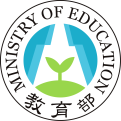 MINISTRY OF EDUCATION
教育部